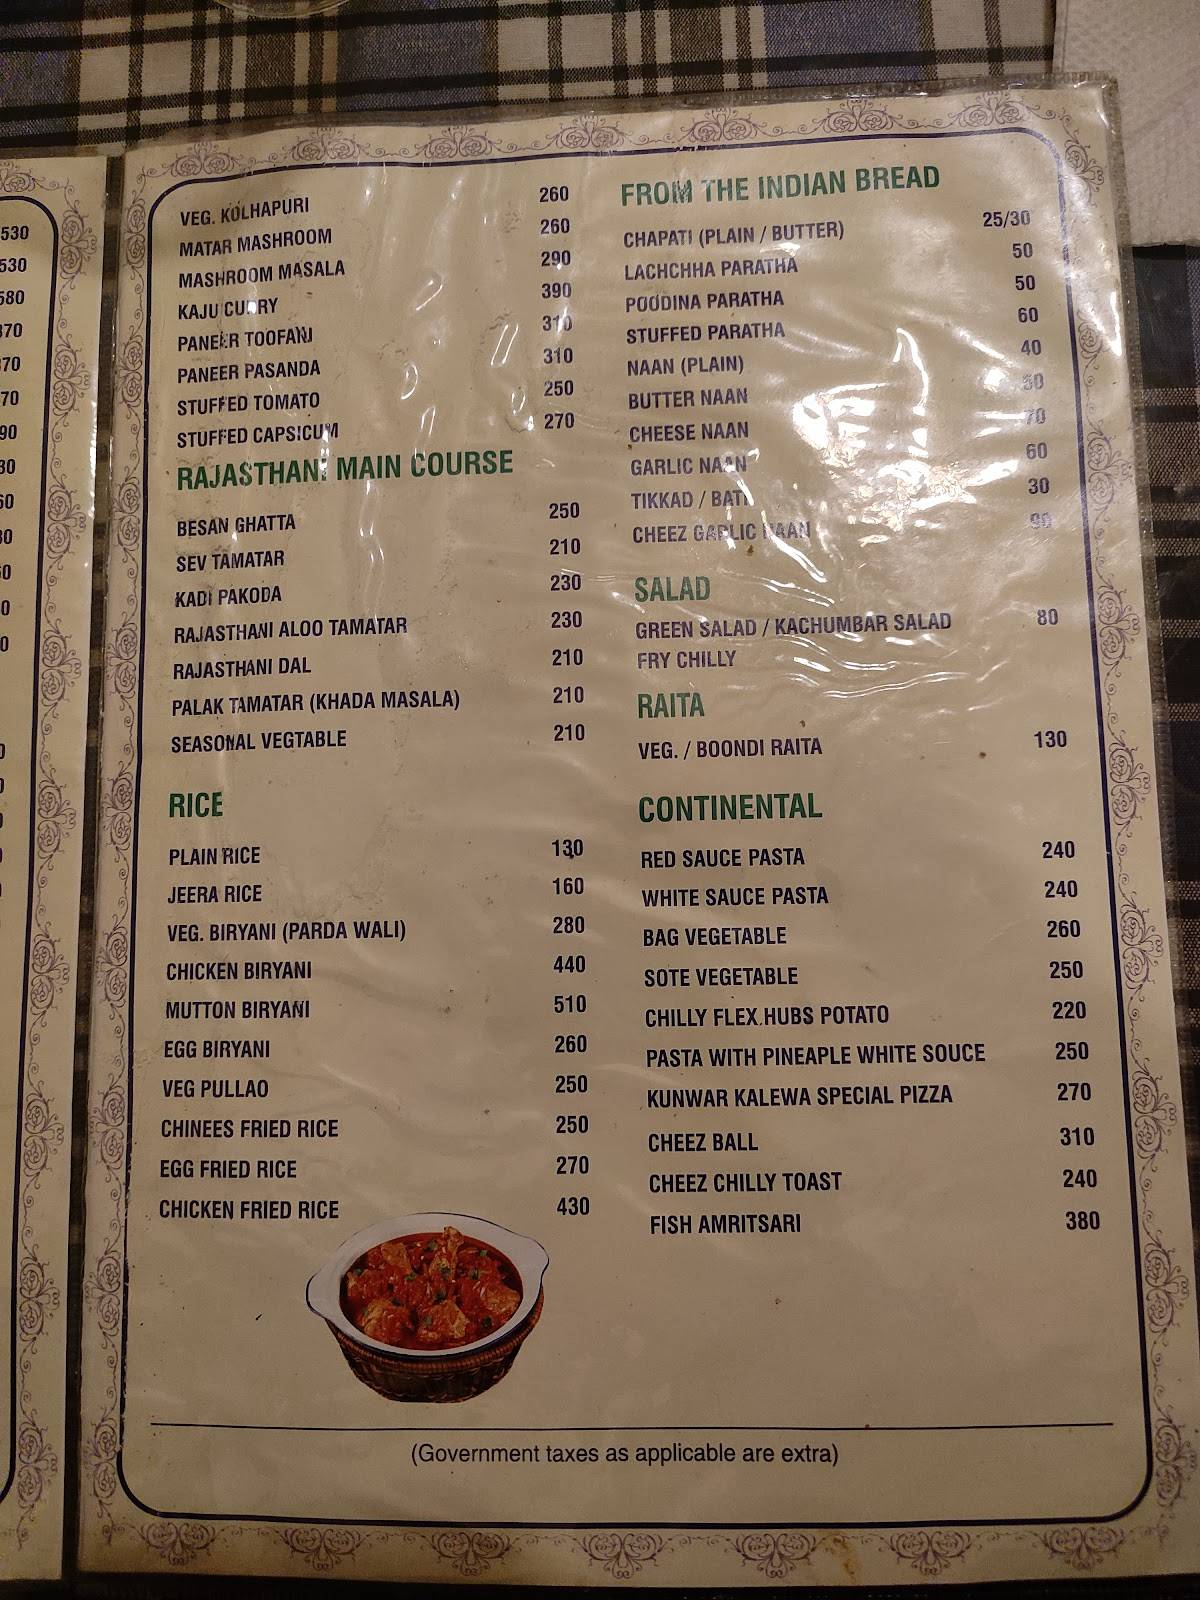 530
530
580
370
VEG. KOLHAPURI 260
MATAR MASHROOM 260
MASHROOM MASALA 290
KAJU CURRY 390
PANEER TOOFANI 310
PANEER PASANDA 310
STUFFED TOMATO 250
STUFFED CAPSICUM 270
RAJASTHANI MAIN COURSE
BESAN GHATTA 250
SEV TAMATAR 210
KADI PAKODA 230
RAJASTHANI ALOO TAMATAR 230
RAJASTHANI DAL 210
PALAK TAMATAR (KHADA MASALA) 210
SEASONAL VEGTABLE 210
RICE
PLAIN RICE 130
JEERA RICE 160
VEG. BIRYANI (PARDA WALI) 280
CHICKEN BIRYANI 440
MUTTON BIRYANI 510
EGG BIRYANI 260
VEG PULLAO 250
CHINEES FRIED RICE 250
EGG FRIED RICE 270
CHICKEN FRIED RICE 430
FROM THE INDIAN BREAD
CHAPATI (PLAIN / BUTTER) 25/30
LACHCHHA PARATHA 50
POODINA PARATHA 50
STUFFED PARATHA 60
NAAN (PLAIN) 40
BUTTER NAAN
CHEESE NAAN 70
GARLIC NAAN 60
TIKKAD / BATI 30
CHEEZ GARLIC NAAN 90
SALAD
GREEN SALAD / KACHUMBAR SALAD 80
FRY CHILLY
RAITA
VEG. / BOONDI RAITA 130
CONTINENTAL
RED SAUCE PASTA 240
WHITE SAUCE PASTA 240
BAG VEGETABLE 260
SOTE VEGETABLE 250
CHILLY FLEX.HUBS POTATO 220
PASTA WITH PINEAPLE WHITE SOUCE 250
KUNWAR KALEWA SPECIAL PIZZA 270
CHEEZ BALL 310
CHEEZ CHILLY TOAST 240
FISH AMRITSARI 380
(Government taxes as applicable are extra)